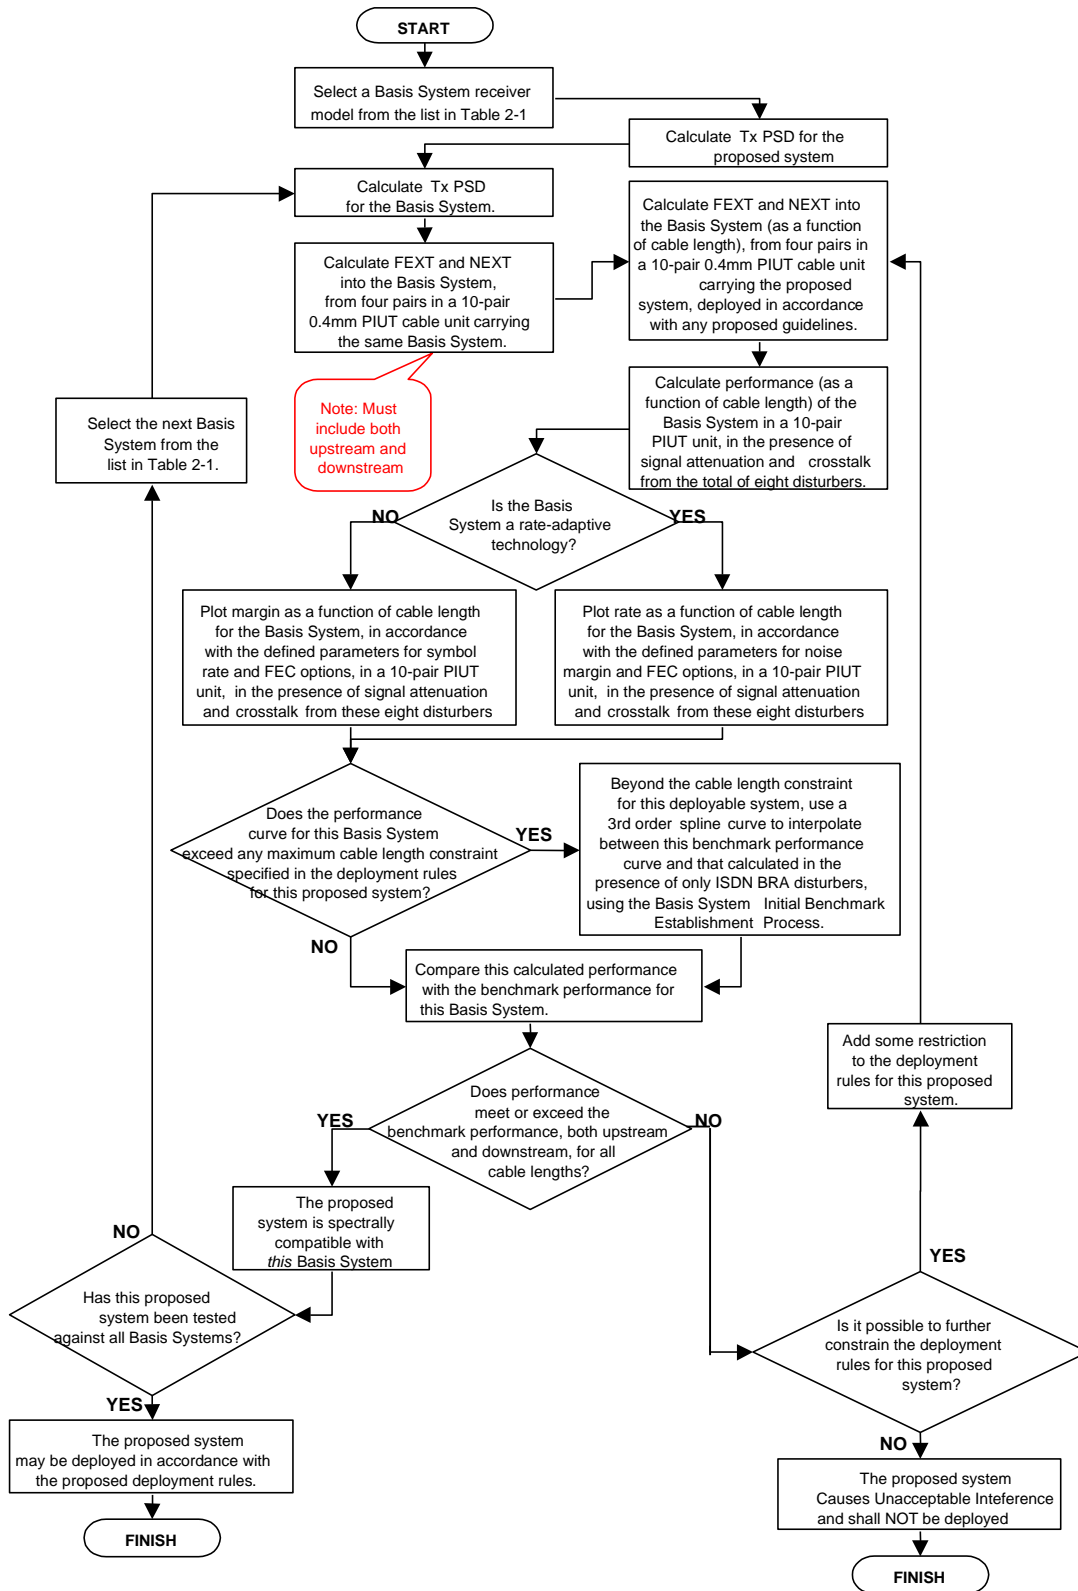 START
Select a Basis System receiver
model from the list in Table 2-1
Calculate Tx PSD for the
proposed system
Calculate Tx PSD
for the Basis System.
Calculate FEXT and NEXT into
the Basis System (as a function
of cable length), from four pairs in
a 10-pair 0.4mm PIUT cable unit
carrying the proposed
system, deployed in accordance
with any proposed guidelines.
Calculate FEXT and NEXT
into the Basis System,
from four pairs in a 10-pair
0.4mm PIUT cable unit carrying
the same Basis System.
Note: Must
include both
upstream and
downstream
Calculate performance (as a
function of cable length) of the
Basis System in a 10-pair
PIUT unit, in the presence of
signal attenuation and crosstalk
from the total of eight disturbers.
Select the next Basis
System from the
list in Table 2-1.
Is the Basis
System a rate-adaptive
technology?
NO
YES
Plot margin as a function of cable length
for the Basis System, in accordance
with the defined parameters for symbol
rate and FEC options, in a 10-pair PIUT
unit, in the presence of signal attenuation
and crosstalk from these eight disturbers
Plot rate as a function of cable length
for the Basis System, in accordance
with the defined parameters for noise
margin and FEC options, in a 10-pair PIUT
unit, in the presence of signal attenuation
and crosstalk from these eight disturbers
Does the performance
curve for this Basis System
exceed any maximum cable length constraint
specified in the deployment rules
for this proposed system?
YES
NO
Beyond the cable length constraint
for this deployable system, use a
3rd order spline curve to interpolate
between this benchmark performance
curve and that calculated in the
presence of only ISDN BRA disturbers,
using the Basis System Initial Benchmark
Establishment Process.
Compare this calculated performance
with the benchmark performance for
this Basis System.
Add some restriction
to the deployment
rules for this proposed
system.
Does performance
meet or exceed the
benchmark performance, both upstream
and downstream, for all
cable lengths?
YES
NO
The proposed
system is spectrally
compatible with
this Basis System
NO
YES
Has this proposed
system been tested
against all Basis Systems?
Is it possible to further
constrain the deployment
rules for this proposed
system?
YES
NO
The proposed system
may be deployed in accordance with
the proposed deployment rules.
The proposed system
Causes Unacceptable Inteference
and shall NOT be deployed
FINISH
FINISH